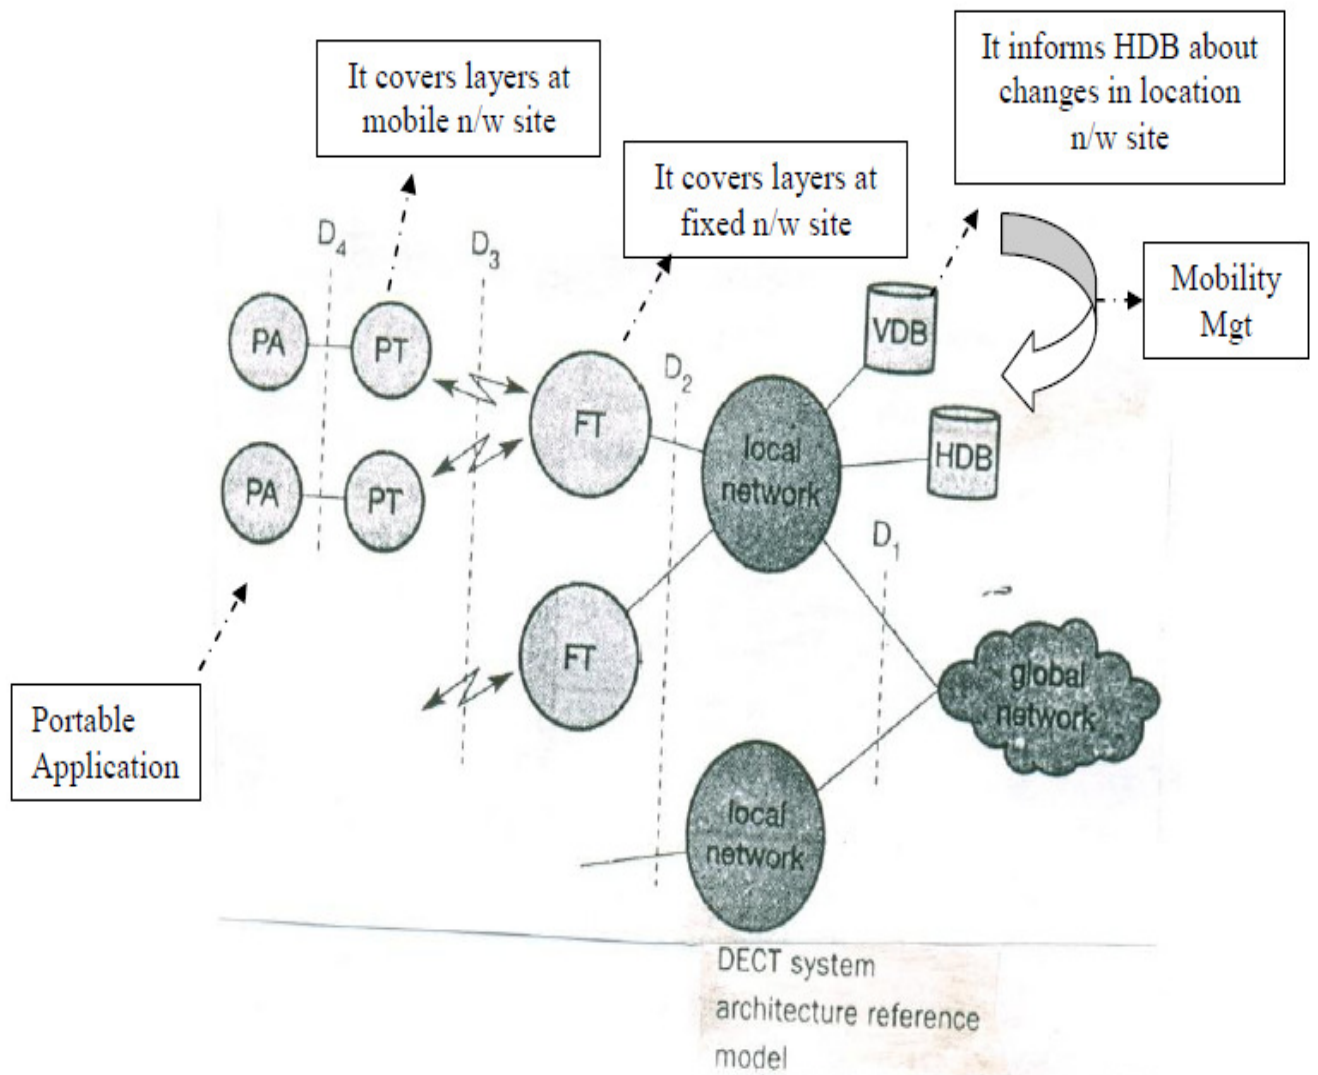 It covers layers at
mobile n/w site
It covers layers at
fixed n/w site
It informs HDB about
changes in location
n/w site
Mobility
Mgt
D4
D3
D2
D1
PA
PT
PA
PT
FT
FT
local
network
VDB
HDB
global
network
local
network
Portable
Application
DECT system
architecture reference
model